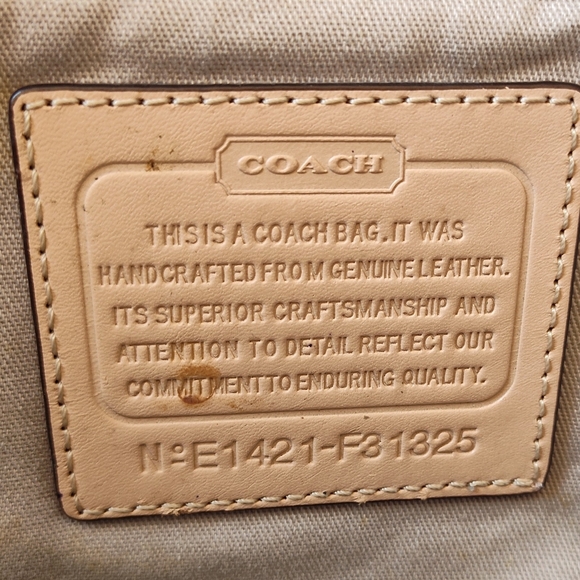 COACH
THIS IS A COACH BAG. IT WAS
HANDCRAFTED FROM GENUINE LEATHER.
ITS SUPERIOR CRAFTSMANSHIP AND
ATTENTION TO DETAIL REFLECT OUR
COMMITMENT TO ENDURING QUALITY.
Nº E1421-F31325